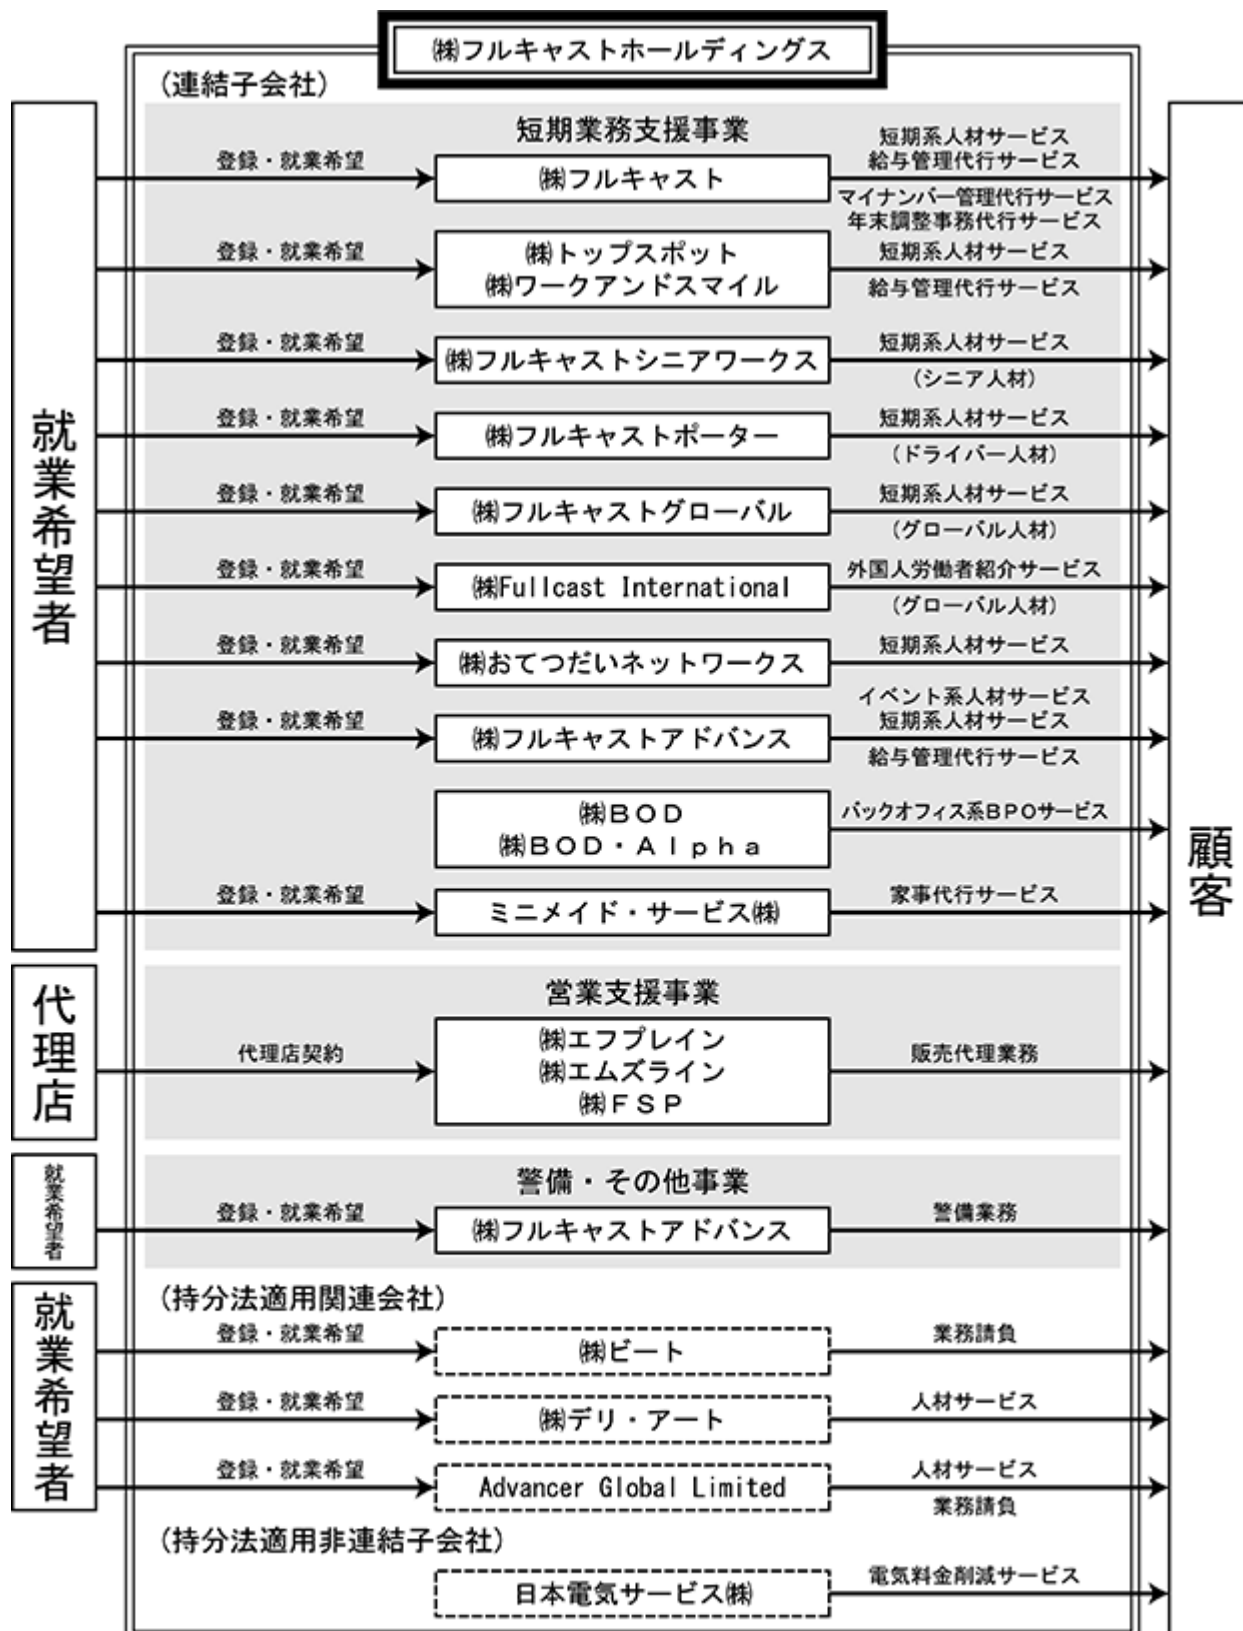 ㈱フルキャストホールディングス
(連結子会社)
短期業務支援事業
就業希望者
登録・就業希望
㈱フルキャスト
短期系人材サービス
給与管理代行サービス
マイナンバー管理代行サービス
年末調整事務代行サービス
登録・就業希望
㈱トップスポット
㈱ワークアンドスマイル
短期系人材サービス
給与管理代行サービス
登録・就業希望
㈱フルキャストシニアワークス
短期系人材サービス
(シニア人材)
登録・就業希望
㈱フルキャストポーター
短期系人材サービス
(ドライバー人材)
登録・就業希望
㈱フルキャストグローバル
短期系人材サービス
(グローバル人材)
登録・就業希望
㈱Fullcast International
外国人労働者紹介サービス
(グローバル人材)
登録・就業希望
㈱おてつだいネットワークス
短期系人材サービス
登録・就業希望
㈱フルキャストアドバンス
イベント系人材サービス
短期系人材サービス
給与管理代行サービス
㈱ＢＯＤ
㈱ＢＯＤ・Ａｌｐｈａ
バックオフィス系ＢＰＯサービス
登録・就業希望
ミニメイド・サービス㈱
家事代行サービス
顧客
代理店
営業支援事業
代理店契約
㈱エフプレイン
㈱エムズライン
㈱ＦＳＰ
販売代理業務
就業希望者
警備・その他事業
登録・就業希望
㈱フルキャストアドバンス
警備業務
就業希望者
(持分法適用関連会社)
登録・就業希望
㈱ビート
業務請負
登録・就業希望
㈱デリ・アート
人材サービス
登録・就業希望
Advancer Global Limited
人材サービス
業務請負
(持分法適用非連結子会社)
日本電気サービス㈱
電気料金削減サービス